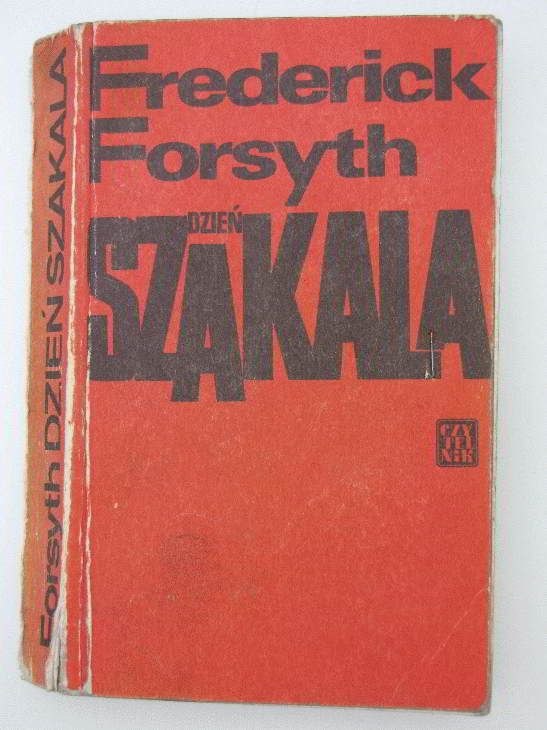 Frederick
Forsyth
DZIEŃ
SZAKALA
CZY
TEL
NiK
Forsyth DZIEŃ SZAKALA